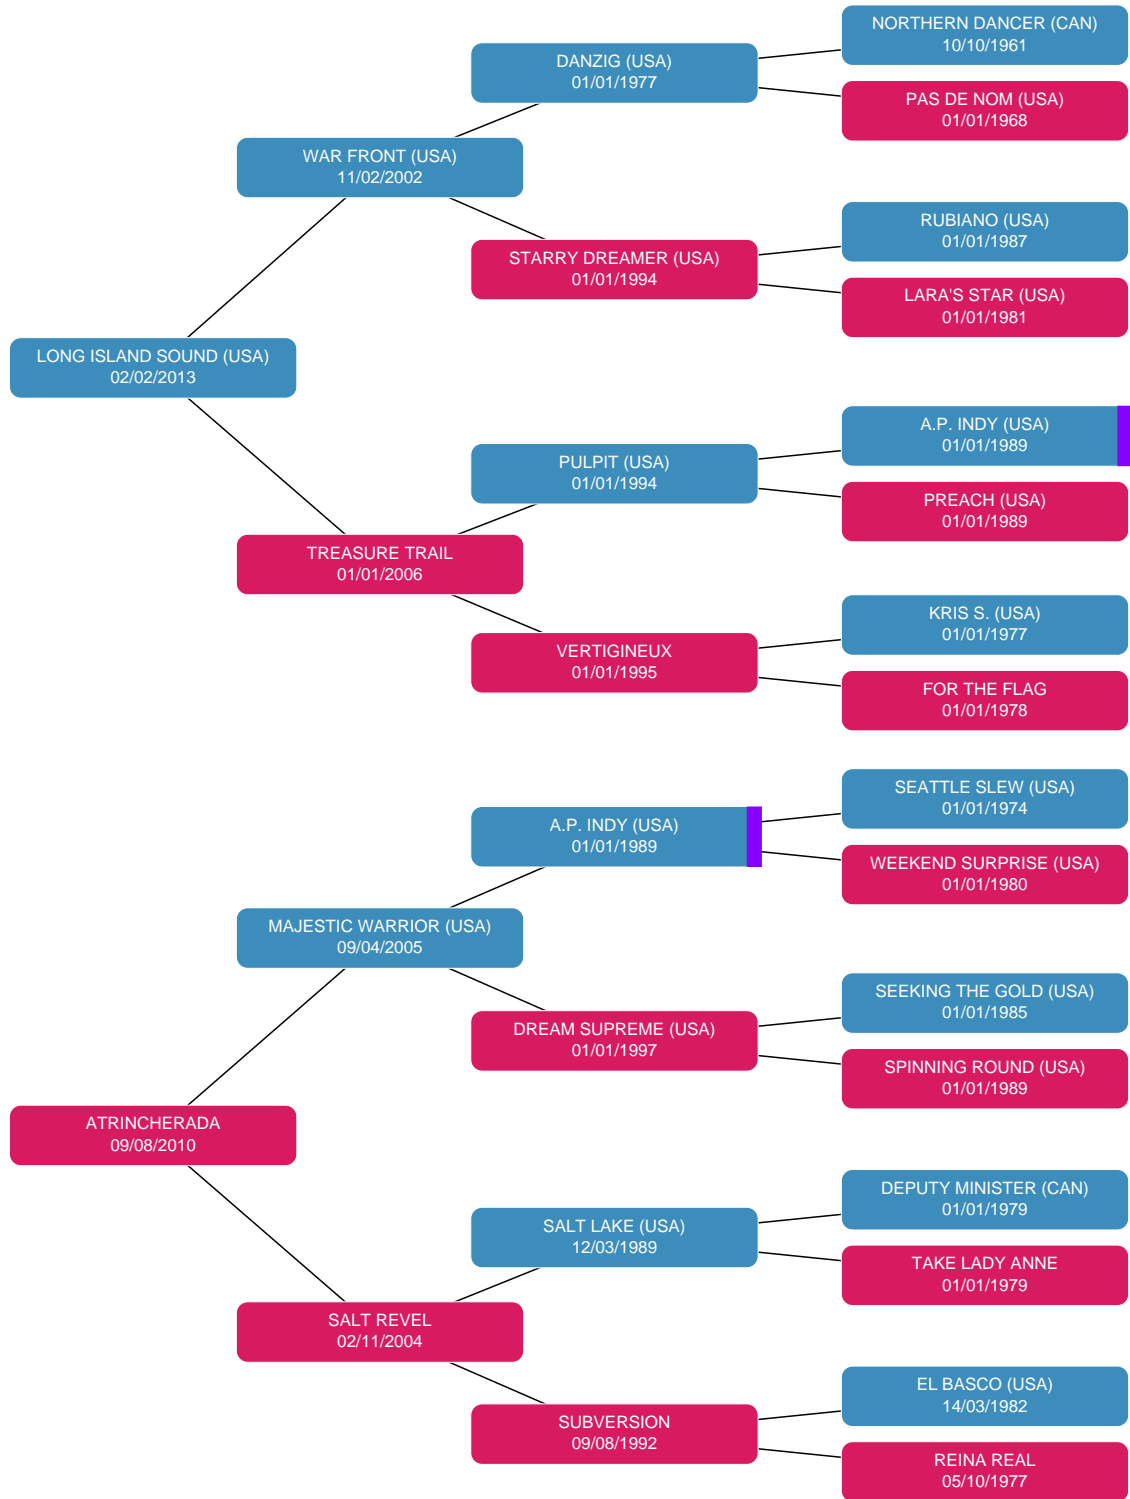 NORTHERN DANCER (CAN)
10/10/1961
DANZIG (USA)
01/01/1977
PAS DE NOM (USA)
01/01/1968
WAR FRONT (USA)
11/02/2002
RUBIANO (USA)
01/01/1987
STARRY DREAMER (USA)
01/01/1994
LARA'S STAR (USA)
01/01/1981
LONG ISLAND SOUND (USA)
02/02/2013
A.P. INDY (USA)
01/01/1989
PULPIT (USA)
01/01/1994
PREACH (USA)
01/01/1989
TREASURE TRAIL
01/01/2006
KRIS S. (USA)
01/01/1977
VERTIGINEUX
01/01/1995
FOR THE FLAG
01/01/1978
SEATTLE SLEW (USA)
01/01/1974
A.P. INDY (USA)
01/01/1989
WEEKEND SURPRISE (USA)
01/01/1980
MAJESTIC WARRIOR (USA)
09/04/2005
SEEKING THE GOLD (USA)
01/01/1985
DREAM SUPREME (USA)
01/01/1997
SPINNING ROUND (USA)
01/01/1989
ATRINCHERADA
09/08/2010
DEPUTY MINISTER (CAN)
01/01/1979
SALT LAKE (USA)
12/03/1989
TAKE LADY ANNE
01/01/1979
SALT REVEL
02/11/2004
EL BASCO (USA)
14/03/1982
SUBVERSION
09/08/1992
REINA REAL
05/10/1977